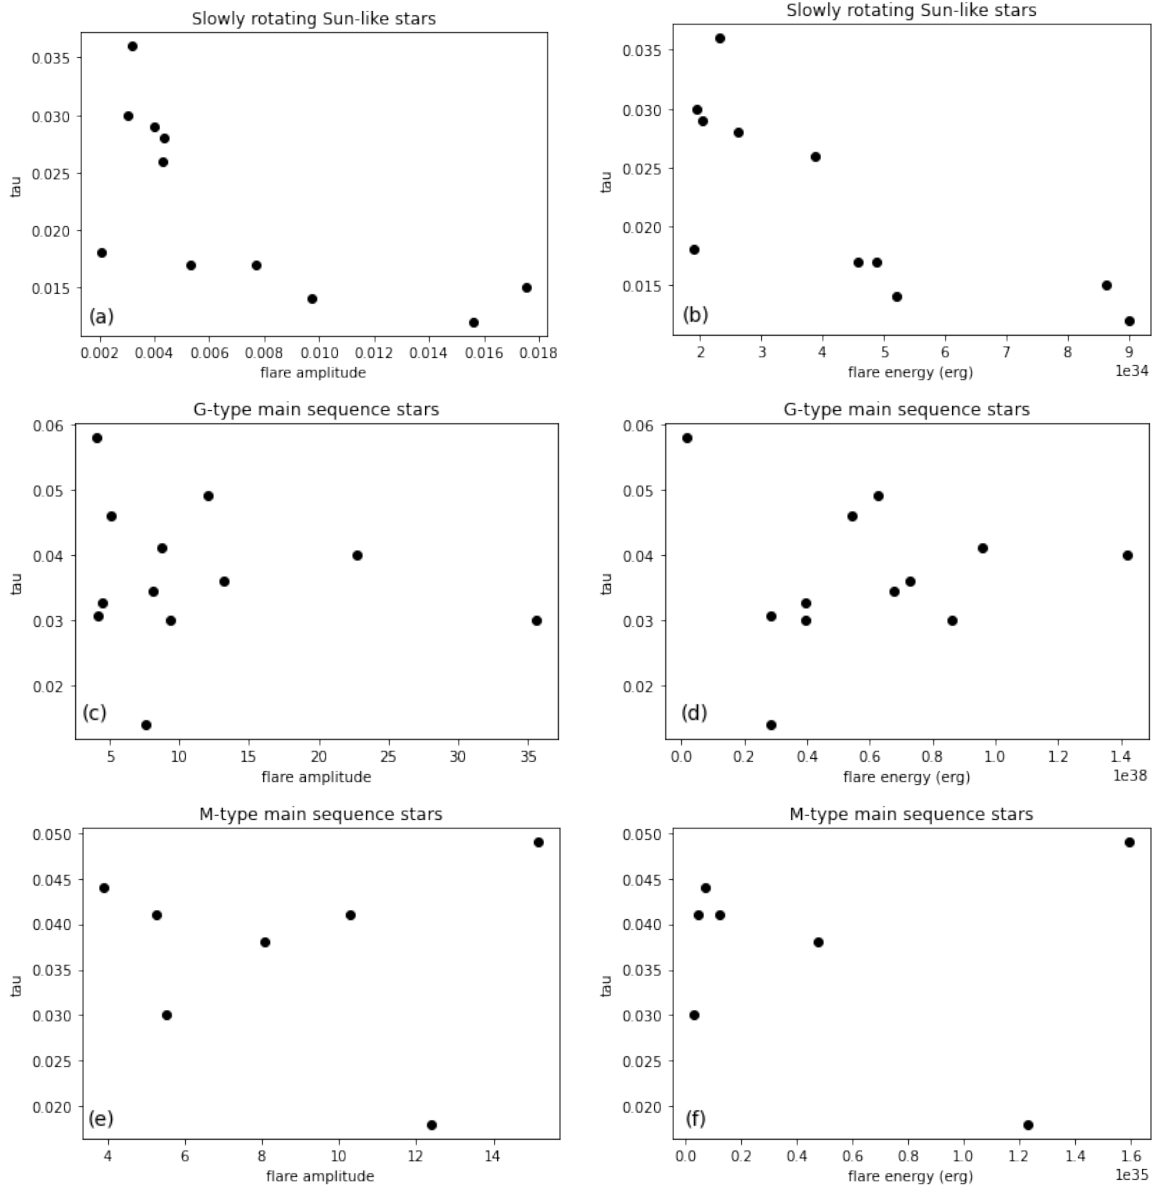 Slowly rotating Sun-like stars
0.035
0.030
0.025
0.020
0.015
tau
(a)
0.002 0.004 0.006 0.008 0.010 0.012 0.014 0.016 0.018
flare amplitude
Slowly rotating Sun-like stars
0.035
0.030
0.025
0.020
0.015
tau
(b)
2 3 4 5 6 7 8 9
flare energy (erg)
1e34
G-type main sequence stars
0.06
0.05
0.04
0.03
0.02
tau
(c)
5 10 15 20 25 30 35
flare amplitude
G-type main sequence stars
0.06
0.05
0.04
0.03
0.02
tau
(d)
0.0 0.2 0.4 0.6 0.8 1.0 1.2 1.4
flare energy (erg)
1e38
M-type main sequence stars
0.050
0.045
0.040
0.035
0.030
0.025
0.020
tau
(e)
4 6 8 10 12 14
flare amplitude
M-type main sequence stars
0.050
0.045
0.040
0.035
0.030
0.025
0.020
tau
(f)
0.0 0.2 0.4 0.6 0.8 1.0 1.2 1.4 1.6
flare energy (erg)
1e35